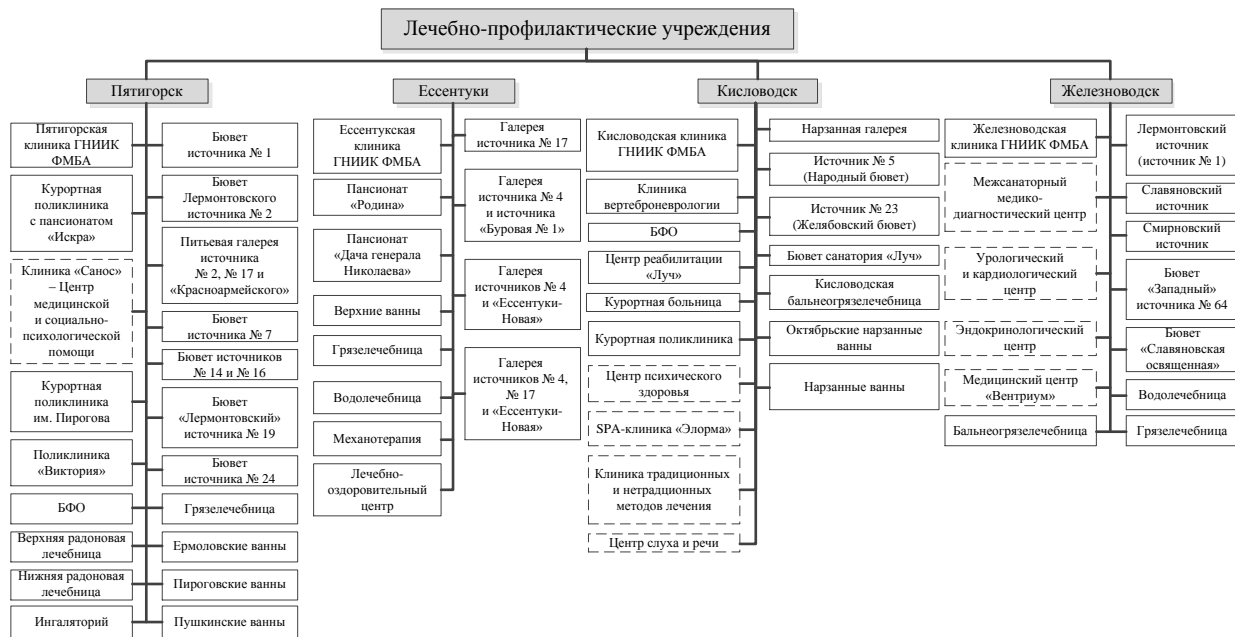 Лечебно-профилактические учреждения
Пятигорск
Пятигорская
клиника ГНИИК
ФМБА
Курортная
поликлиника
с пансионатом
«Искра»
Клиника «Санос»
– Центр
медицинской
и социально-
психологической
помощи
Курортная
поликлиника
им. Пирогова
Поликлиника
«Виктория»
БФО
Верхняя радоновая
лечебница
Нижняя радоновая
лечебница
Ингаляторий
Бювет
источника № 1
Бювет
Лермонтовского
источника № 2
Питьевая галерея
источника
№ 2, № 17 и
«Красноармейского»
Бювет
источника № 7
Бювет источников
№ 14 и № 16
Бювет
«Лермонтовский»
источника № 19
Бювет
источника № 24
Грязелечебница
Ермоловские ванны
Пироговские ванны
Пушкинские ванны
Ессентуки
Ессентукская
клиника
ГНИИК ФМБА
Пансионат
«Родина»
Пансионат
«Дача генерала
Николаева»
Верхние ванны
Грязелечебница
Водолечебница
Механотерапия
Лечебно-
оздоровительный
центр
Галерея
источника № 17
Галерея
источника № 4
и источника
«Буровая № 1»
Галерея
источников № 4
и «Ессентуки-
Новая»
Галерея
источников № 4,
№ 17
и «Ессентуки-
Новая»
Кисловодск
Кисловодская клиника
ГНИИК ФМБА
Клиника
вертеброневрологии
БФО
Центр реабилитации
«Луч»
Курортная больница
Курортная поликлиника
Центр психического
здоровья
SPA-клиника «Элорма»
Клиника традиционных
и нетрадционных
методов лечения
Центр слуха и речи
Нарзанная галерея
Источник № 5
(Народный бювет)
Источник № 23
(Желябовский бювет)
Бювет санатория «Луч»
Кисловодская
бальнеогрязелечебница
Октябрьские нарзанные
ванны
Нарзанные ванны
Железноводск
Железноводская
клиника ГНИИК ФМБА
Межсанаторный
медико-
диагностический центр
Урологический
и кардиологический
центр
Эндокринологический
центр
Медицинский центр
«Вентриум»
Бальнеогрязелечебница
Лермонтовский
источник
(источник № 1)
Славяновский
источник
Смирновский
источник
Бювет
«Западный»
источника № 64
Бювет
«Славяновская
освященная»
Водолечебница
Грязелечебница